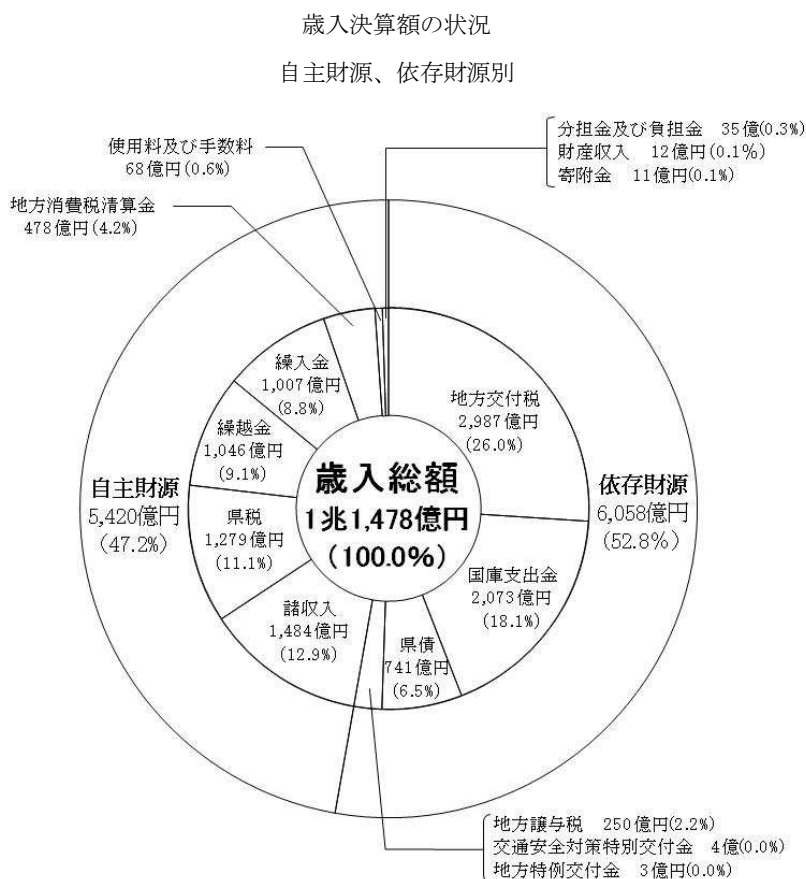 歳入決算額の状況
自主財源、依存財源別
使用料及び手数料
68億円(0.6%)
地方消費税清算金
478億円(4.2%)
分担金及び負担金 35億(0.3%)
財産収入 12億円(0.1%)
寄附金 11億円(0.1%)
繰入金
1,007億円
(8.8%)
繰越金
1,046億円
(9.1%)
自主財源
5,420億円
(47.2%)
県税
1,279億円
(11.1%)
諸収入
1,484億円
(12.9%)
歳入総額
1兆1,478億円
(100.0%)
地方交付税
2,987億円
(26.0%)
依存財源
6,058億円
(52.8%)
国庫支出金
2,073億円
(18.1%)
県債
741億円
(6.5%)
地方譲与税 250億円(2.2%)
交通安全対策特別交付金 4億(0.0%)
地方特例交付金 3億円(0.0%)